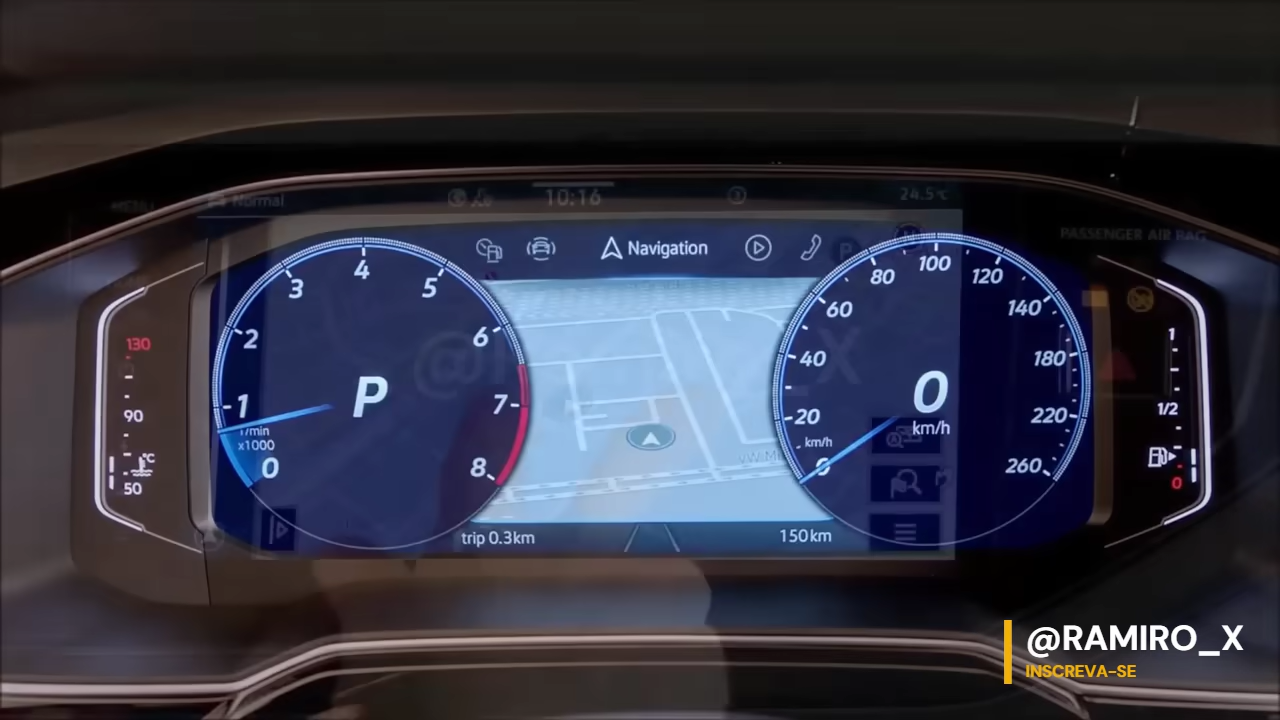 Normal
10:16
24.5°C
PASSENGER AIR BAG
Navigation
P
0
1
2
3
4
5
6
7
8
1/min
x1000
P
0
20
40
60
80
100
120
140
180
220
260
km/h
0
km/h
130
90
°C
50
1
1/2
0
trip 0.3km
150km
@RAMIRO_X
@RAMIRO_X
INSCREVA-SE